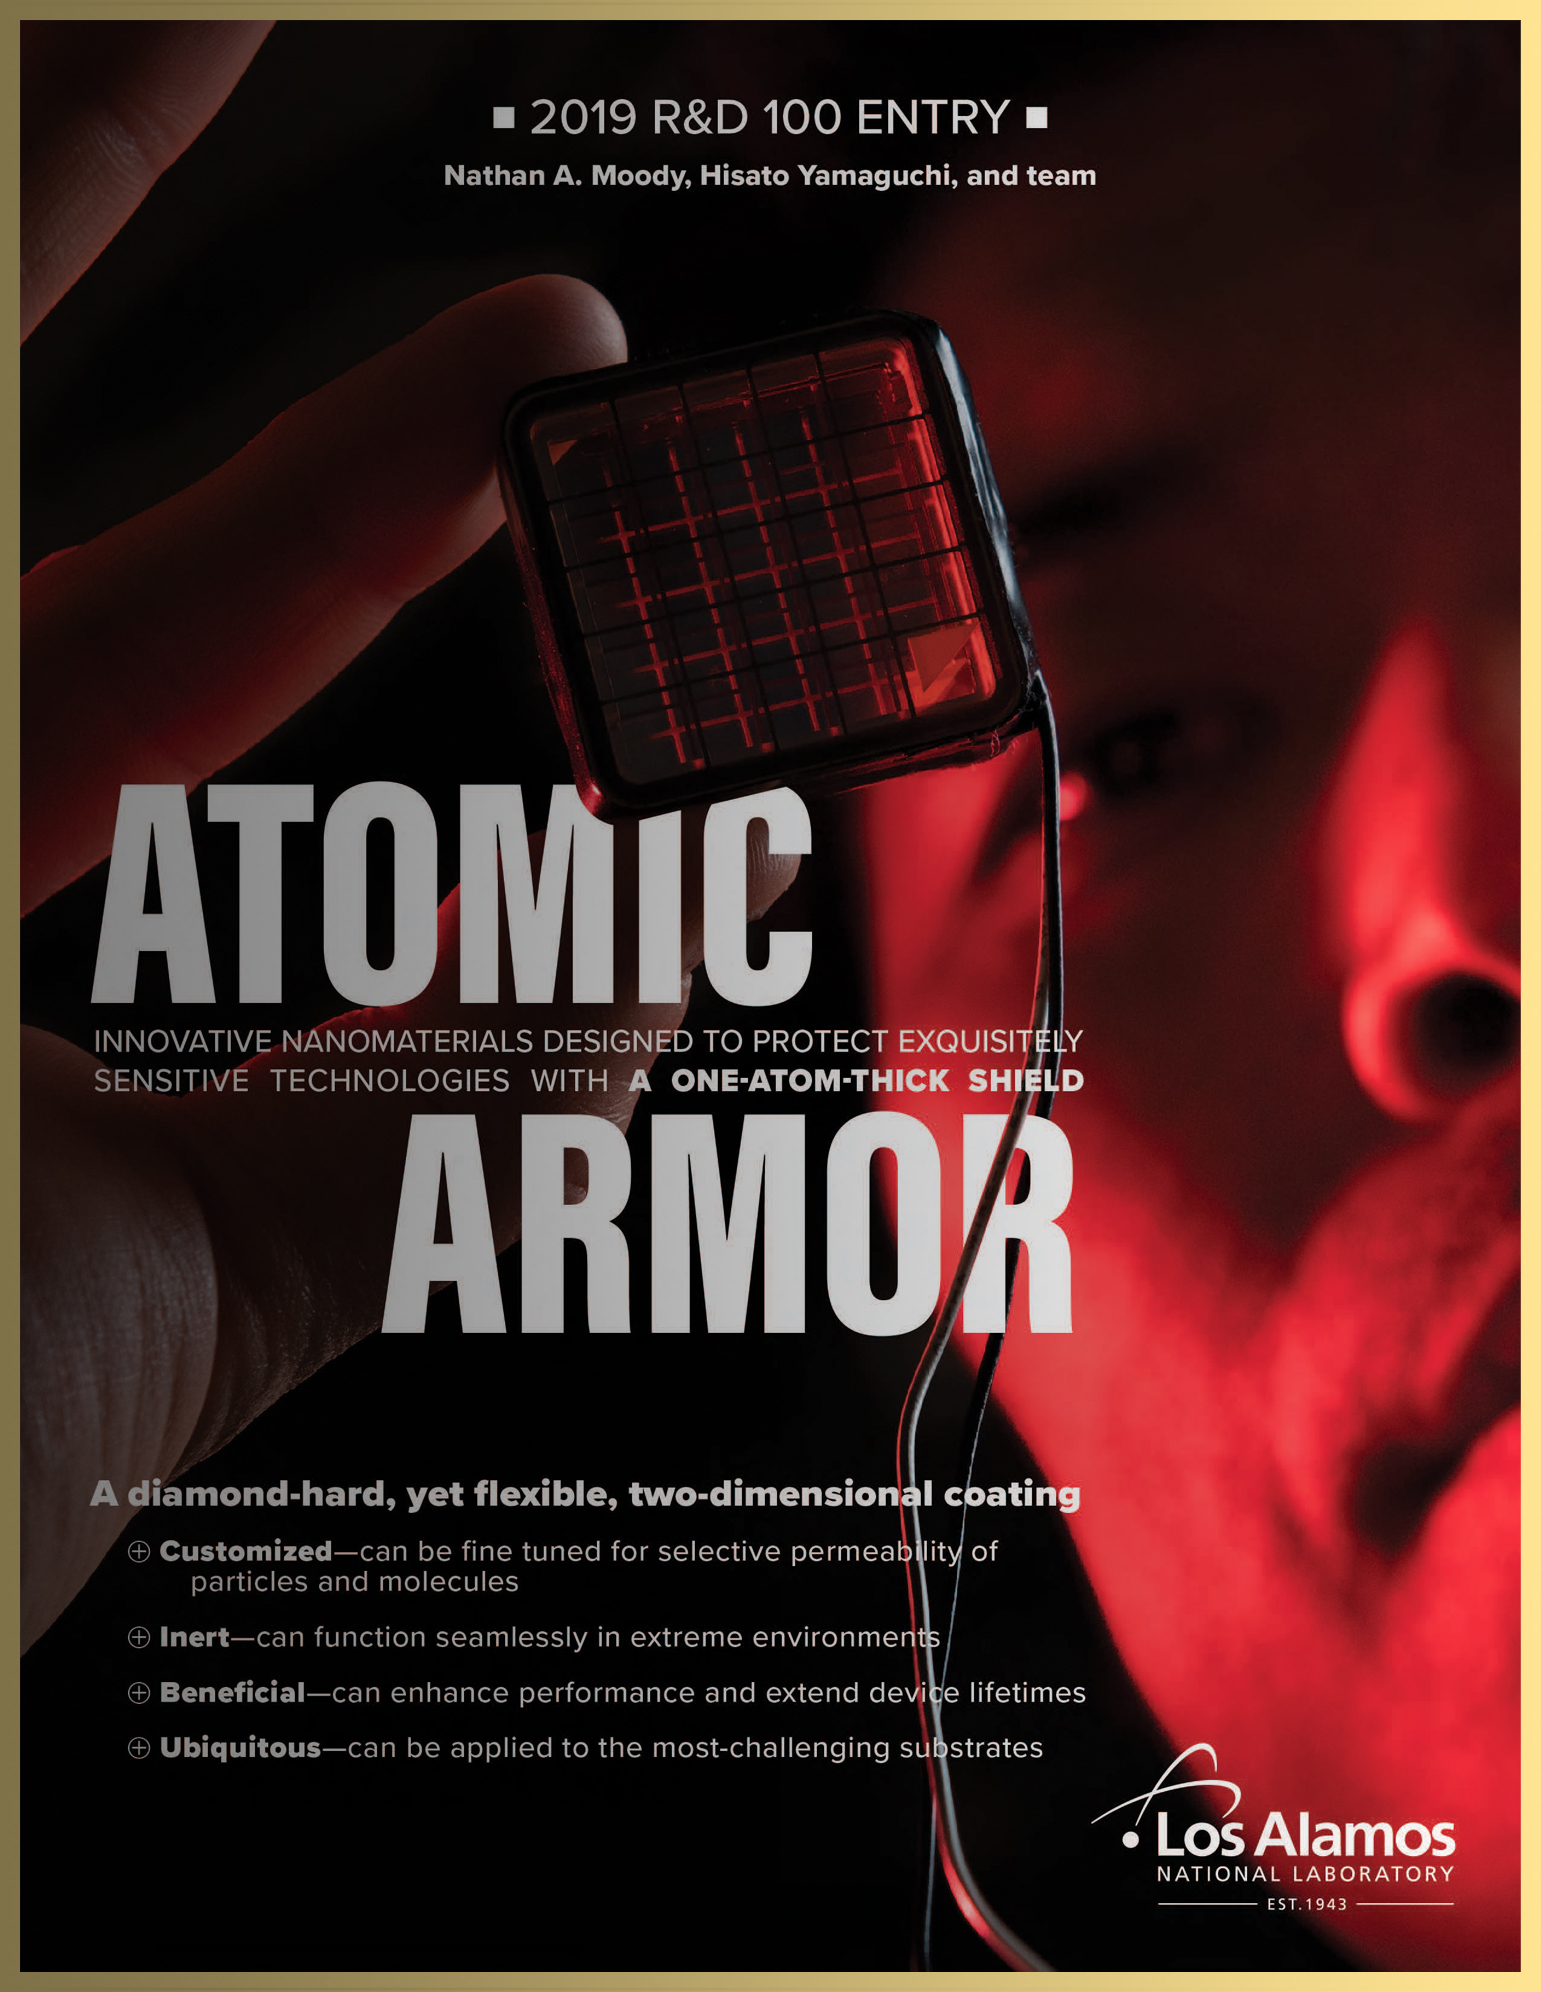 ■ 2019 R&D 100 ENTRY ■
Nathan A. Moody, Hisato Yamaguchi, and team
ATOMIC
INNOVATIVE NANOMATERIALS DESIGNED TO PROTECT EXQUISITELY
SENSITIVE TECHNOLOGIES WITH A ONE-ATOM-THICK SHIELD
ARMOR
A diamond-hard, yet flexible, two-dimensional coating
⊕ Customized—can be fine tuned for selective permeability of
particles and molecules
⊕ Inert—can function seamlessly in extreme environments
⊕ Beneficial—can enhance performance and extend device lifetimes
⊕ Ubiquitous—can be applied to the most-challenging substrates
Los Alamos
NATIONAL LABORATORY
EST.1943